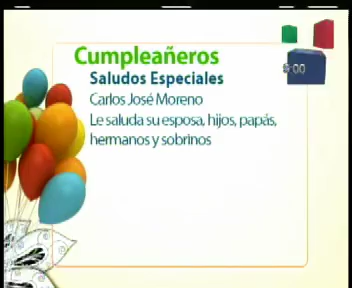 Cumpleañeros
Saludos Especiales
Carlos José Moreno
Le saluda su esposa, hijos, papás,
hermanos y sobrinos